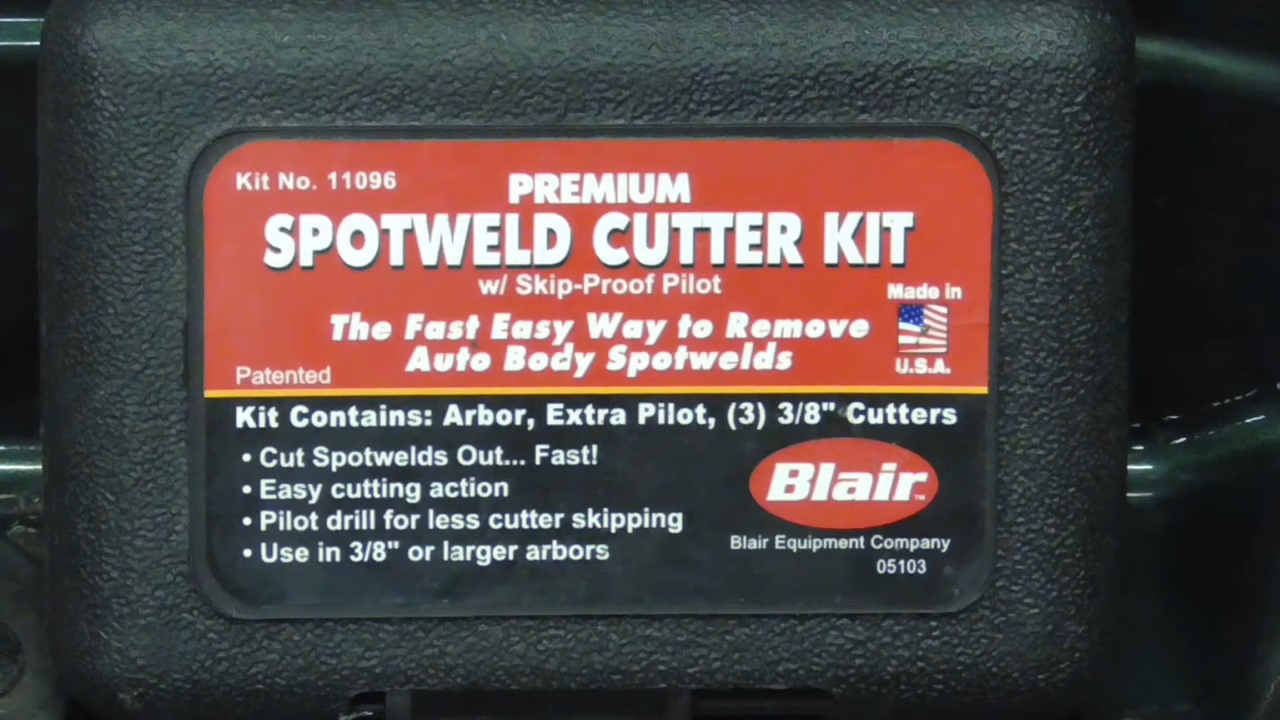 Kit No. 11096
PREMIUM
SPOTWELD CUTTER KIT
w/ Skip-Proof Pilot
The Fast Easy Way to Remove
Auto Body Spotwelds
Made in
U.S.A.
Patented
Kit Contains: Arbor, Extra Pilot, (3) 3/8" Cutters
• Cut Spotwelds Out... Fast!
• Easy cutting action
• Pilot drill for less cutter skipping
• Use in 3/8" or larger arbors
Blair™
Blair Equipment Company
05103